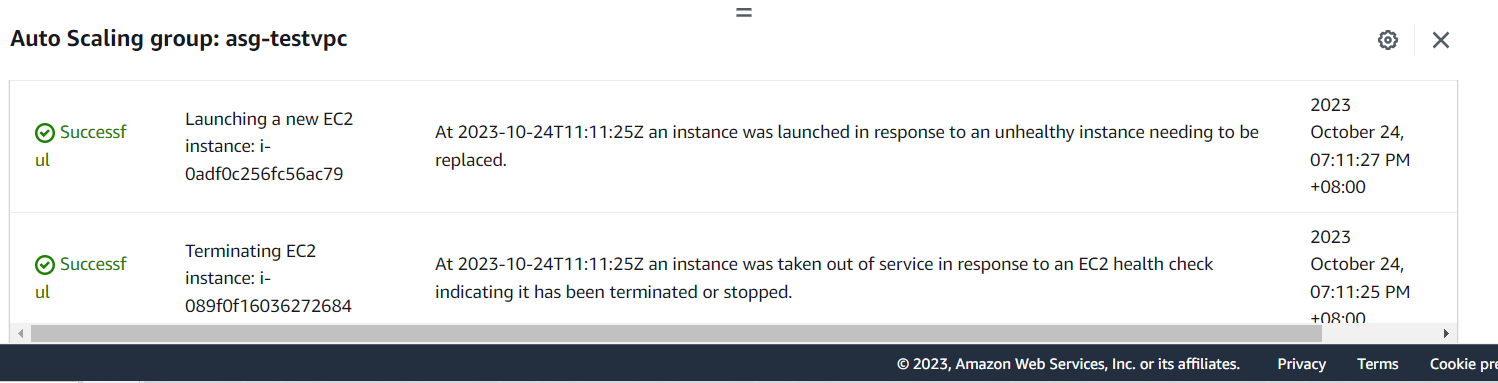 Auto Scaling group: asg-testvpc
Successf
ul
Launching a new EC2
instance: i-
0adf0c256fc56ac79
At 2023-10-24T11:11:25Z an instance was launched in response to an unhealthy instance needing to be
replaced.
2023
October 24,
07:11:27 PM
+08:00
Successf
ul
Terminating EC2
instance: i-
089f0f16036272684
At 2023-10-24T11:11:25Z an instance was taken out of service in response to an EC2 health check
indicating it has been terminated or stopped.
2023
October 24,
07:11:25 PM
+08:00
© 2023, Amazon Web Services, Inc. or its affiliates.
Privacy
Terms
Cookie pre